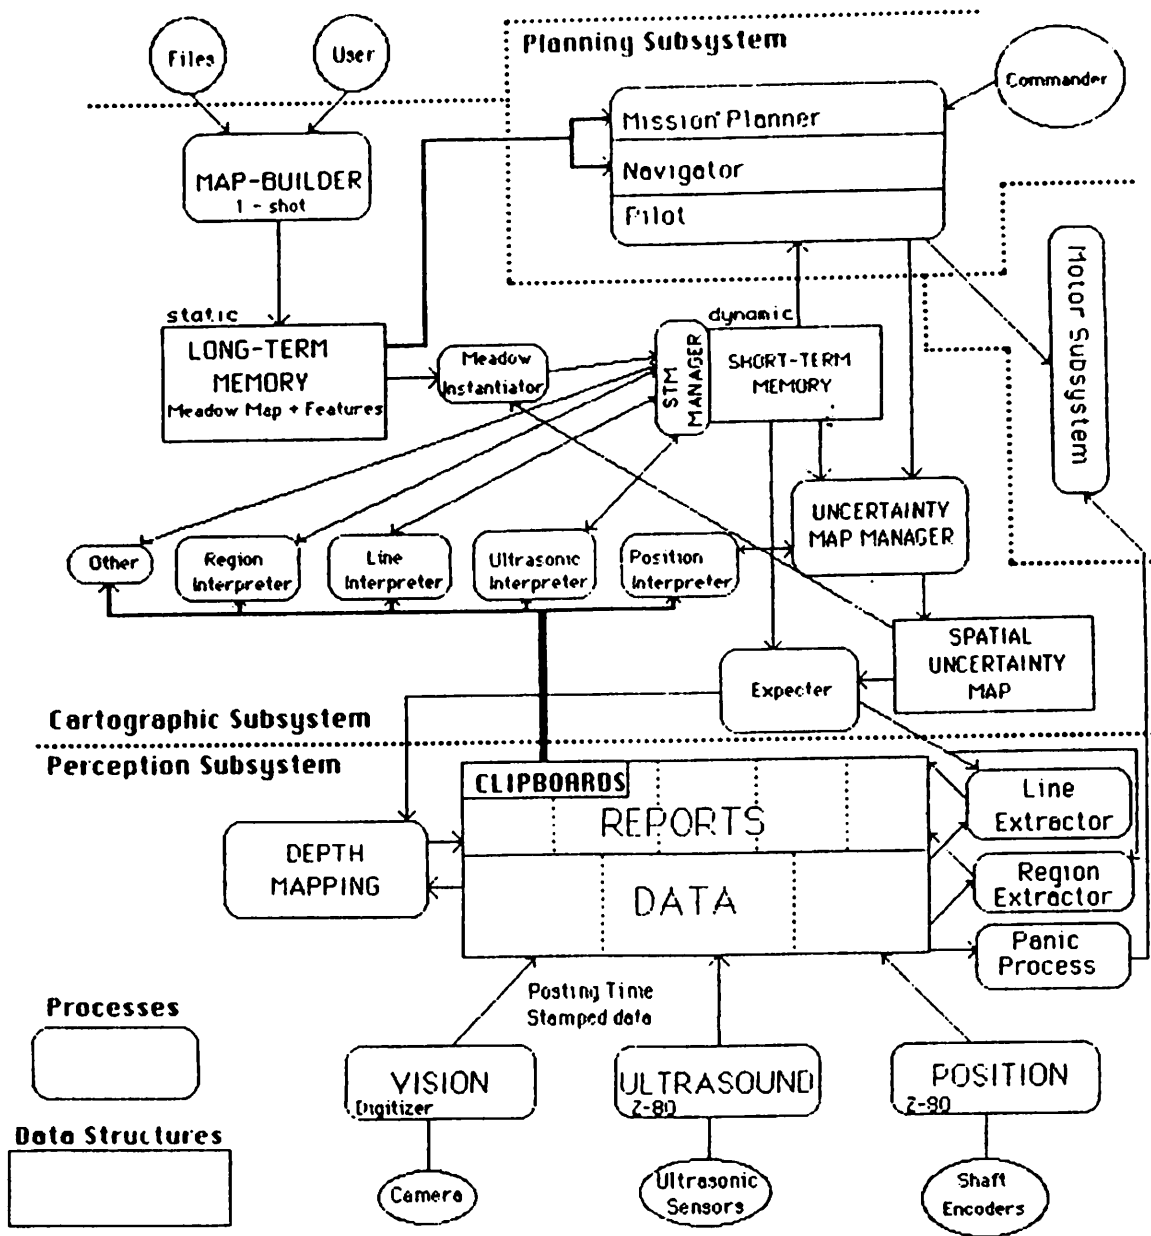 Files
User
Planning Subsystem
Commander
Mission Planner
Navigator
Pilot
MAP-BUILDER
1 - shot
Motor Subsystem
static
LONG-TERM
MEMORY
Meadow Map + Features
Meadow
Instantiator
STM
MANAGER
dynamic
SHORT-TERM
MEMORY
UNCERTAINTY
MAP MANAGER
Other
Region
Interpreter
Line
Interpreter
Ultrasonic
Interpreter
Position
Interpreter
SPATIAL
UNCERTAINTY
MAP
Expecter
Cartographic Subsystem
Perception Subsystem
CLIPBOARDS
REPORTS
DATA
DEPTH
MAPPING
Line
Extractor
Region
Extractor
Panic
Process
Posting Time
Stamped data
Processes
Data Structures
VISION
Digitizer
ULTRASOUND
Z-80
POSITION
Z-80
Camera
Ultrasonic
Sensors
Shaft
Encoders